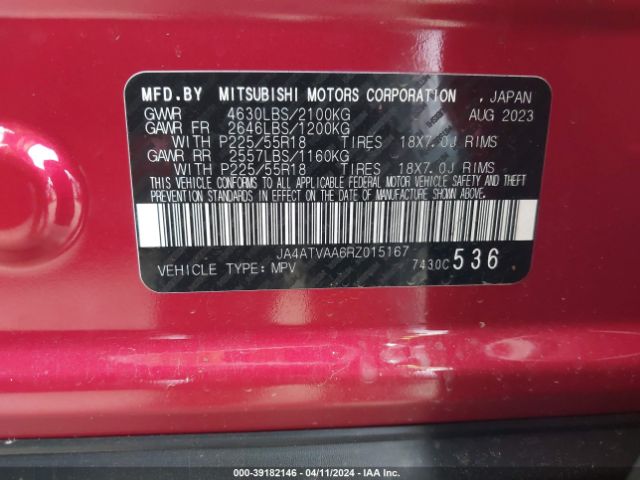 MFD.BY MITSUBISHI MOTORS CORPORATION , JAPAN
GVWR 4630LBS/2100KG AUG 2023
GAWR FR 2646LBS/1200KG
WITH P225/55R18 TIRES 18X7.0J RIMS
GAWR RR 2557LBS/1160KG
WITH P225/55R18 TIRES 18X7.0J RIMS
THIS VEHICLE CONFORMS TO ALL APPLICABLE FEDERAL MOTOR VEHICLE SAFETY AND THEFT
PREVENTION STANDARDS IN EFFECT ON THE DATE OF MANUFACTURE SHOWN ABOVE.
JA4ATVAA6RZ015167
VEHICLE TYPE:MPV 7430C 536
000-39182146 - 04/11/2024 - IAA Inc.